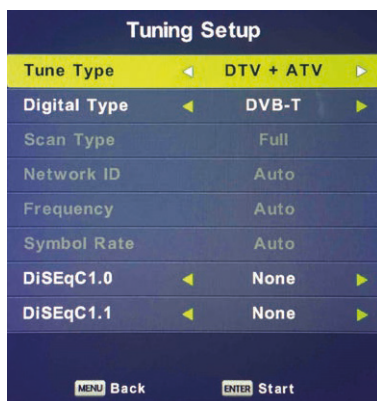 Tuning Setup
Tune Type DTV + ATV
Digital Type DVB-T
Scan Type Full
Network ID Auto
Frequency Auto
Symbol Rate Auto
DiSEqC1.0 None
DiSEqC1.1 None
MENU Back ENTER Start